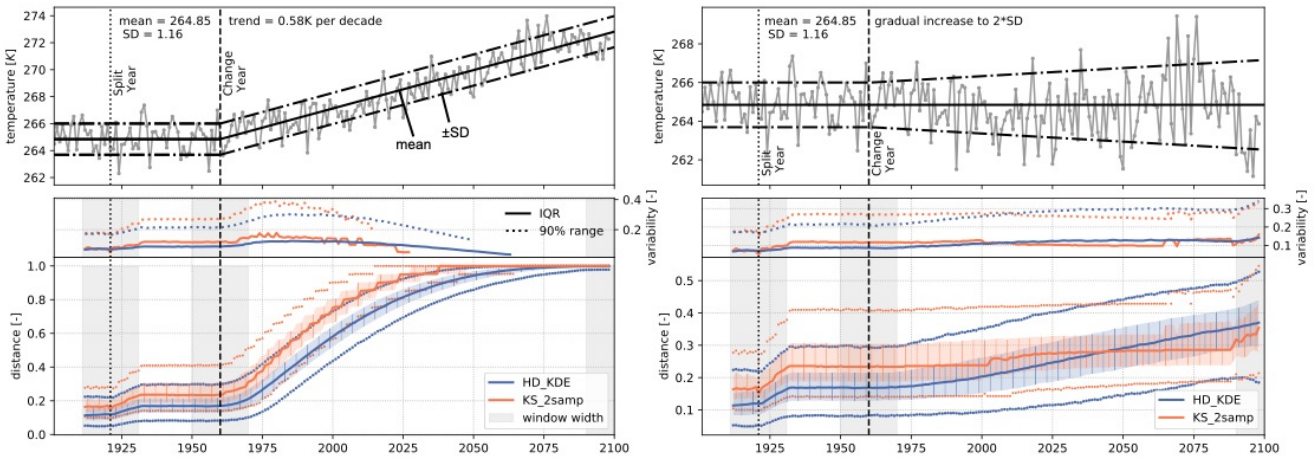 mean = 264.85
SD = 1.16
trend = 0.58K per decade
274
272
270
268
266
264
262
temperature [K]
Split
Year
Change
Year
±SD
mean
IQR
90% range
0.4
0.2
variability [-]
1.0
0.8
0.6
0.4
0.2
0.0
distance [-]
HD_KDE
KS_2samp
window width
1925
1950
1975
2000
2025
2050
2075
2100
mean = 264.85
SD = 1.16
gradual increase to 2*SD
268
266
264
262
temperature [K]
Split
Year
Change
Year
0.3
0.2
0.1
variability [-]
0.5
0.4
0.3
0.2
0.1
distance [-]
HD_KDE
KS_2samp
1925
1950
1975
2000
2025
2050
2075
2100